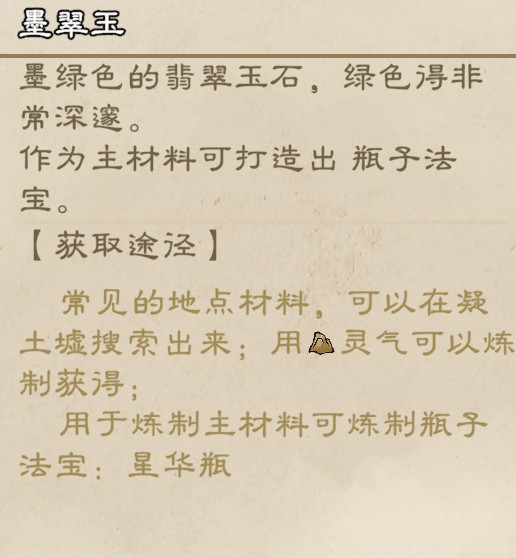 墨翠玉
墨绿色的翡翠玉石，绿色得非
常深邃。
作为主材料可打造出 瓶子法
宝。
【获取途径】
常见的地点材料，可以在凝
土墟搜索出来；用灵气可以炼
制获得；
用于炼制主材料可炼制瓶子
法宝：星华瓶